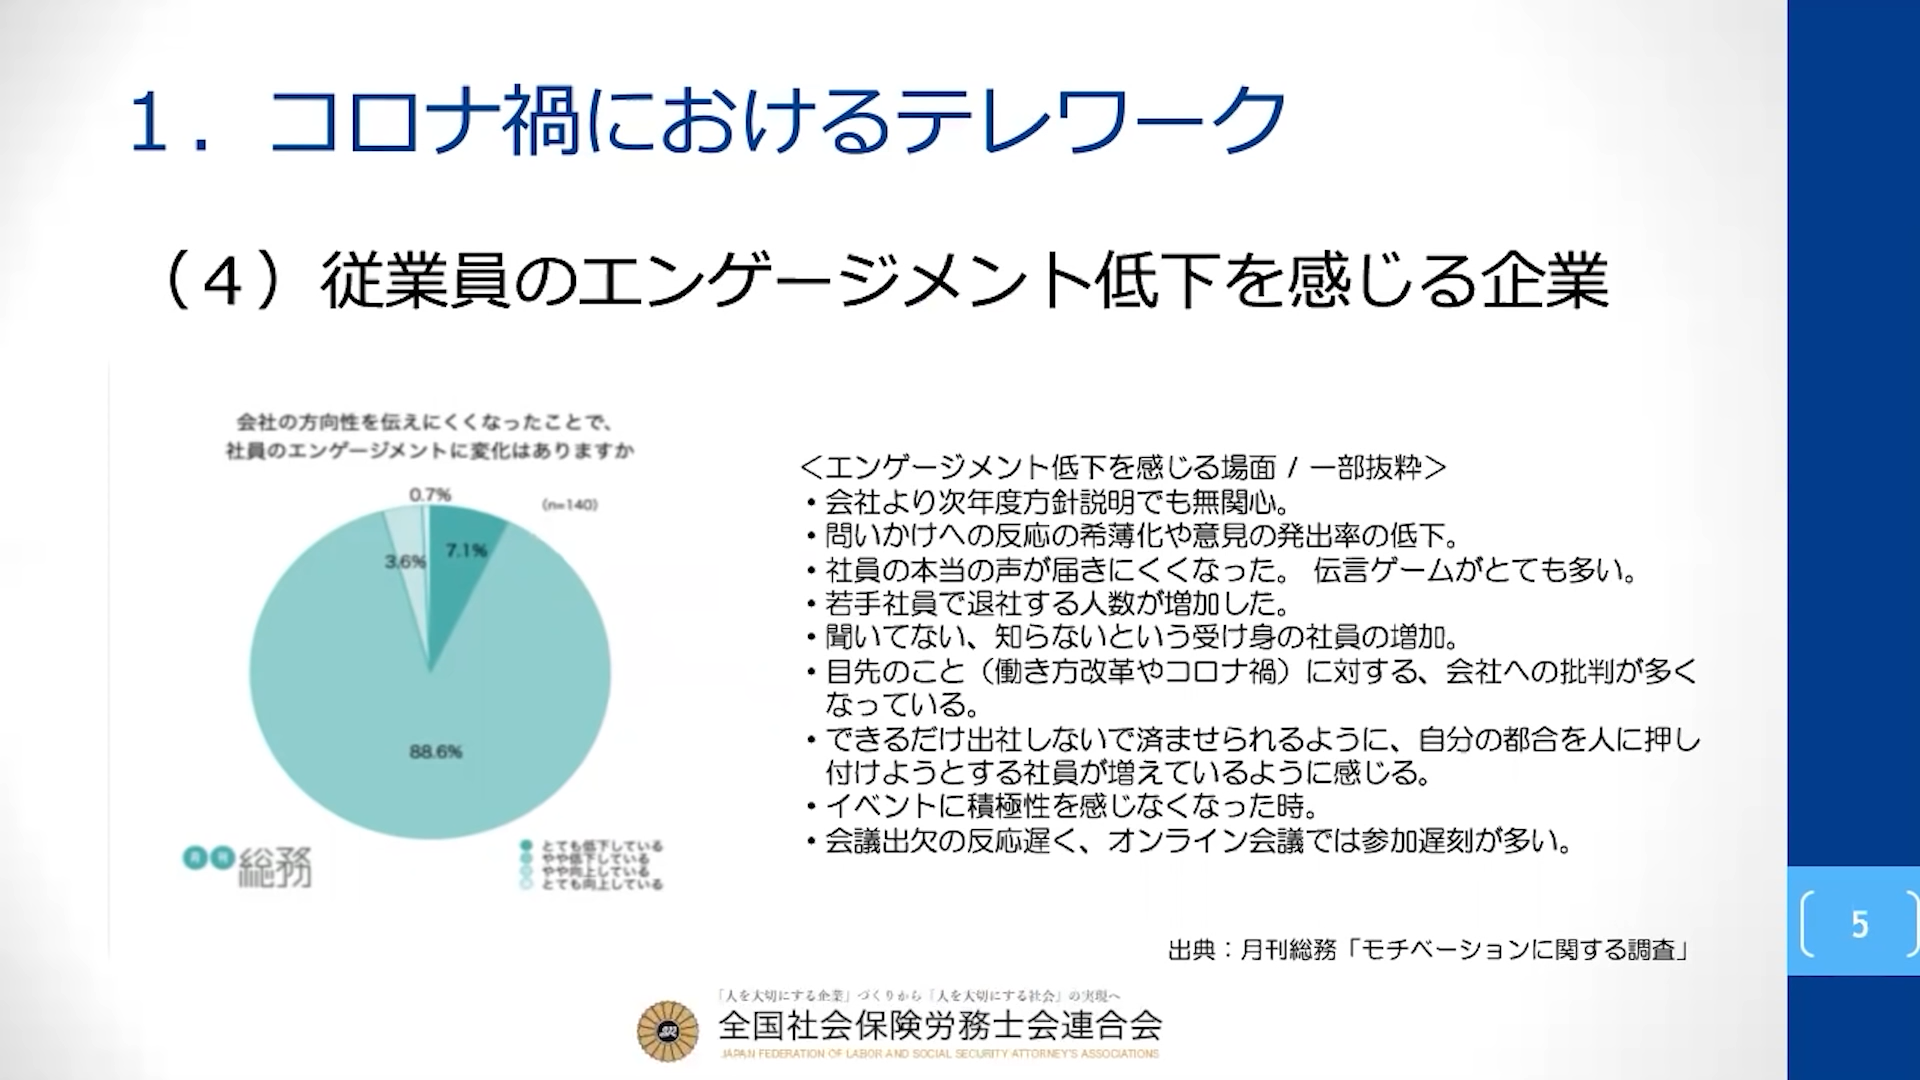 １．コロナ禍におけるテレワーク
（４）従業員のエンゲージメント低下を感じる企業
会社の方向性を伝えにくくなったことで、
社員のエンゲージメントに変化はありますか
0.7%
(n=140)
7.1%
3.6%
88.6%
月刊総務
とても低下している
やや低下している
やや向上している
とても向上している
＜エンゲージメント低下を感じる場面 / 一部抜粋＞
・会社より次年度方針説明でも無関心。
・問いかけへの反応の希薄化や意見の発出率の低下。
・社員の本当の声が届きにくくなった。 伝言ゲームがとても多い。
・若手社員で退社する人数が増加した。
・聞いてない、知らないという受け身の社員の増加。
・目先のこと（働き方改革やコロナ禍）に対する、会社への批判が多く
なっている。
・できるだけ出社しないで済ませられるように、自分の都合を人に押し
付けようとする社員が増えているように感じる。
・イベントに積極性を感じなくなった時。
・会議出欠の反応遅く、オンライン会議では参加遅刻が多い。
出典：月刊総務「モチベーションに関する調査」
5
「人を大切にする企業」づくりから「人を大切にする社会」の実現へ
全国社会保険労務士会連合会
JAPAN FEDERATION OF LABOR AND SOCIAL SECURITY ATTORNEY'S ASSOCIATIONS